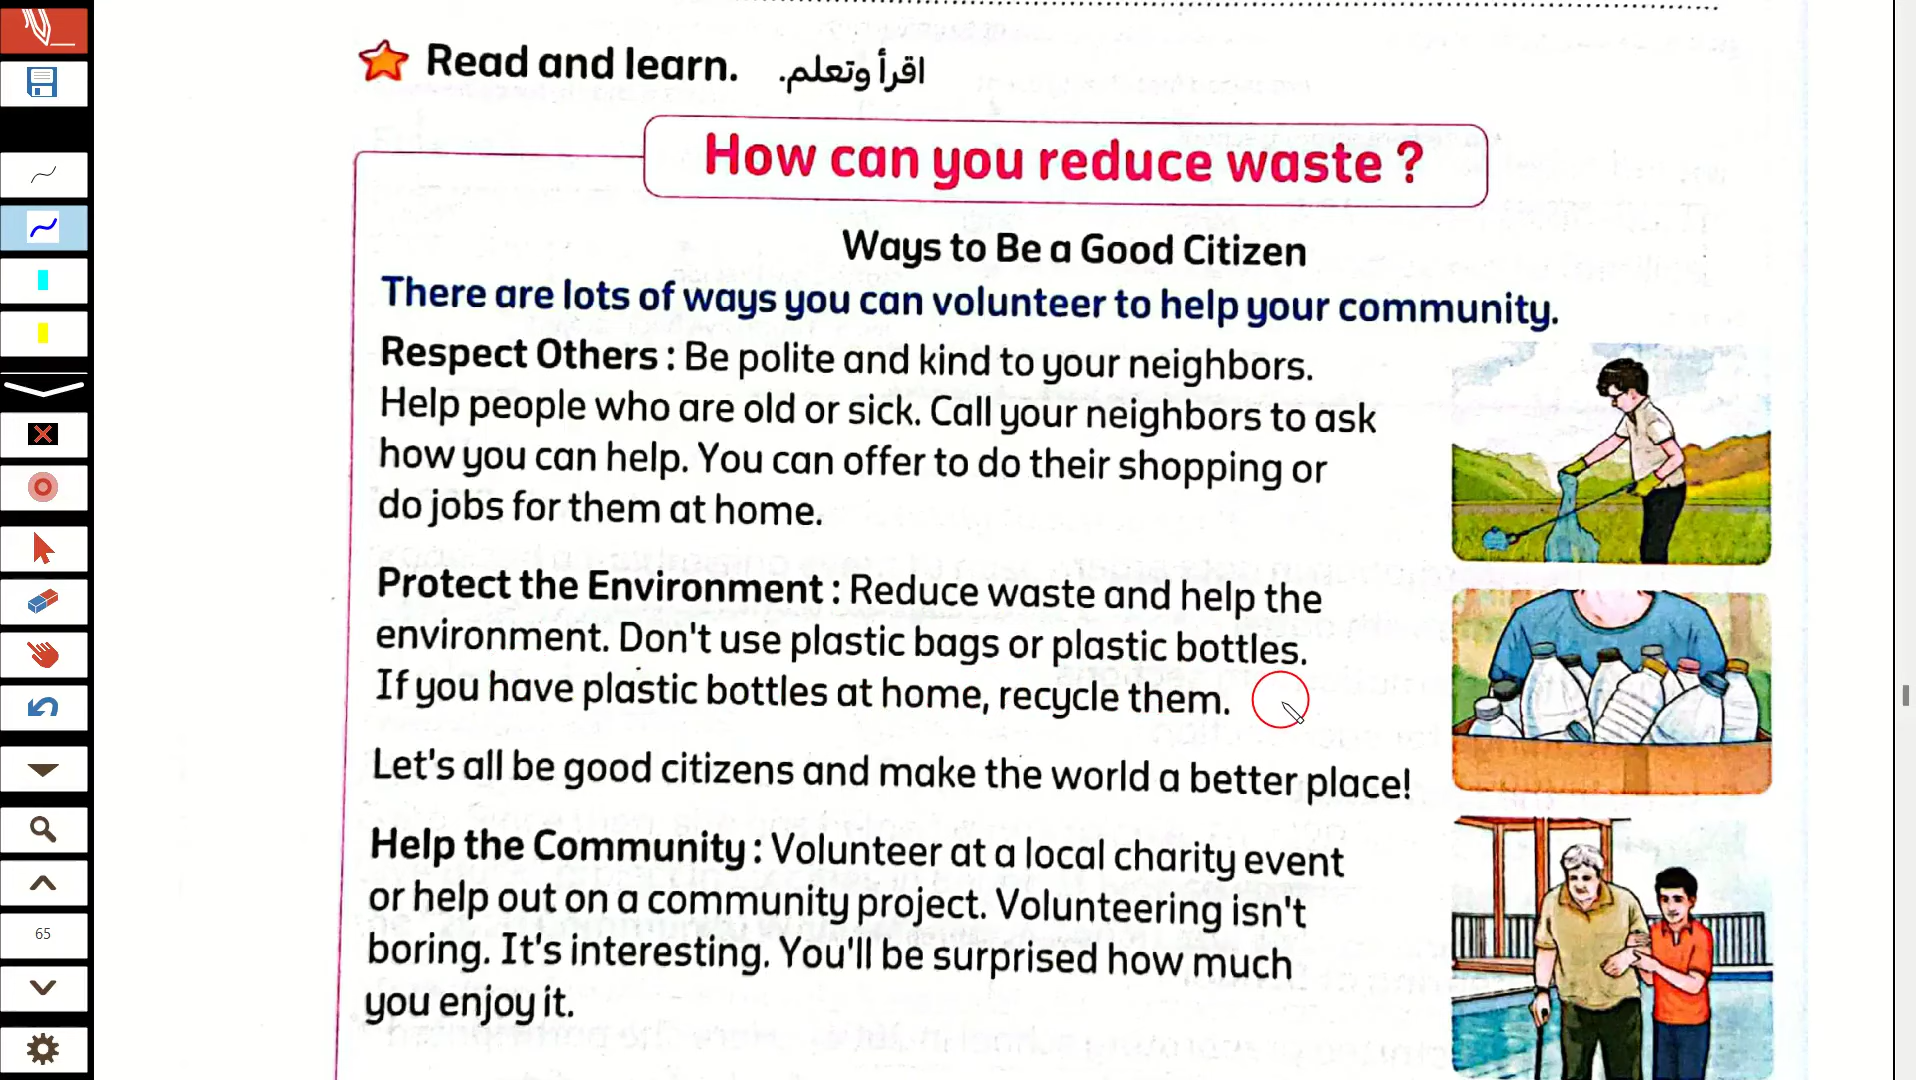 Read and learn. اقرأ وتعلم.
How can you reduce waste ?
Ways to Be a Good Citizen
There are lots of ways you can volunteer to help your community.
Respect Others : Be polite and kind to your neighbors.
Help people who are old or sick. Call your neighbors to ask
how you can help. You can offer to do their shopping or
do jobs for them at home.
Protect the Environment : Reduce waste and help the
environment. Don't use plastic bags or plastic bottles.
If you have plastic bottles at home, recycle them.
Let's all be good citizens and make the world a better place!
Help the Community : Volunteer at a local charity event
or help out on a community project. Volunteering isn't
boring. It's interesting. You'll be surprised how much
you enjoy it.
65